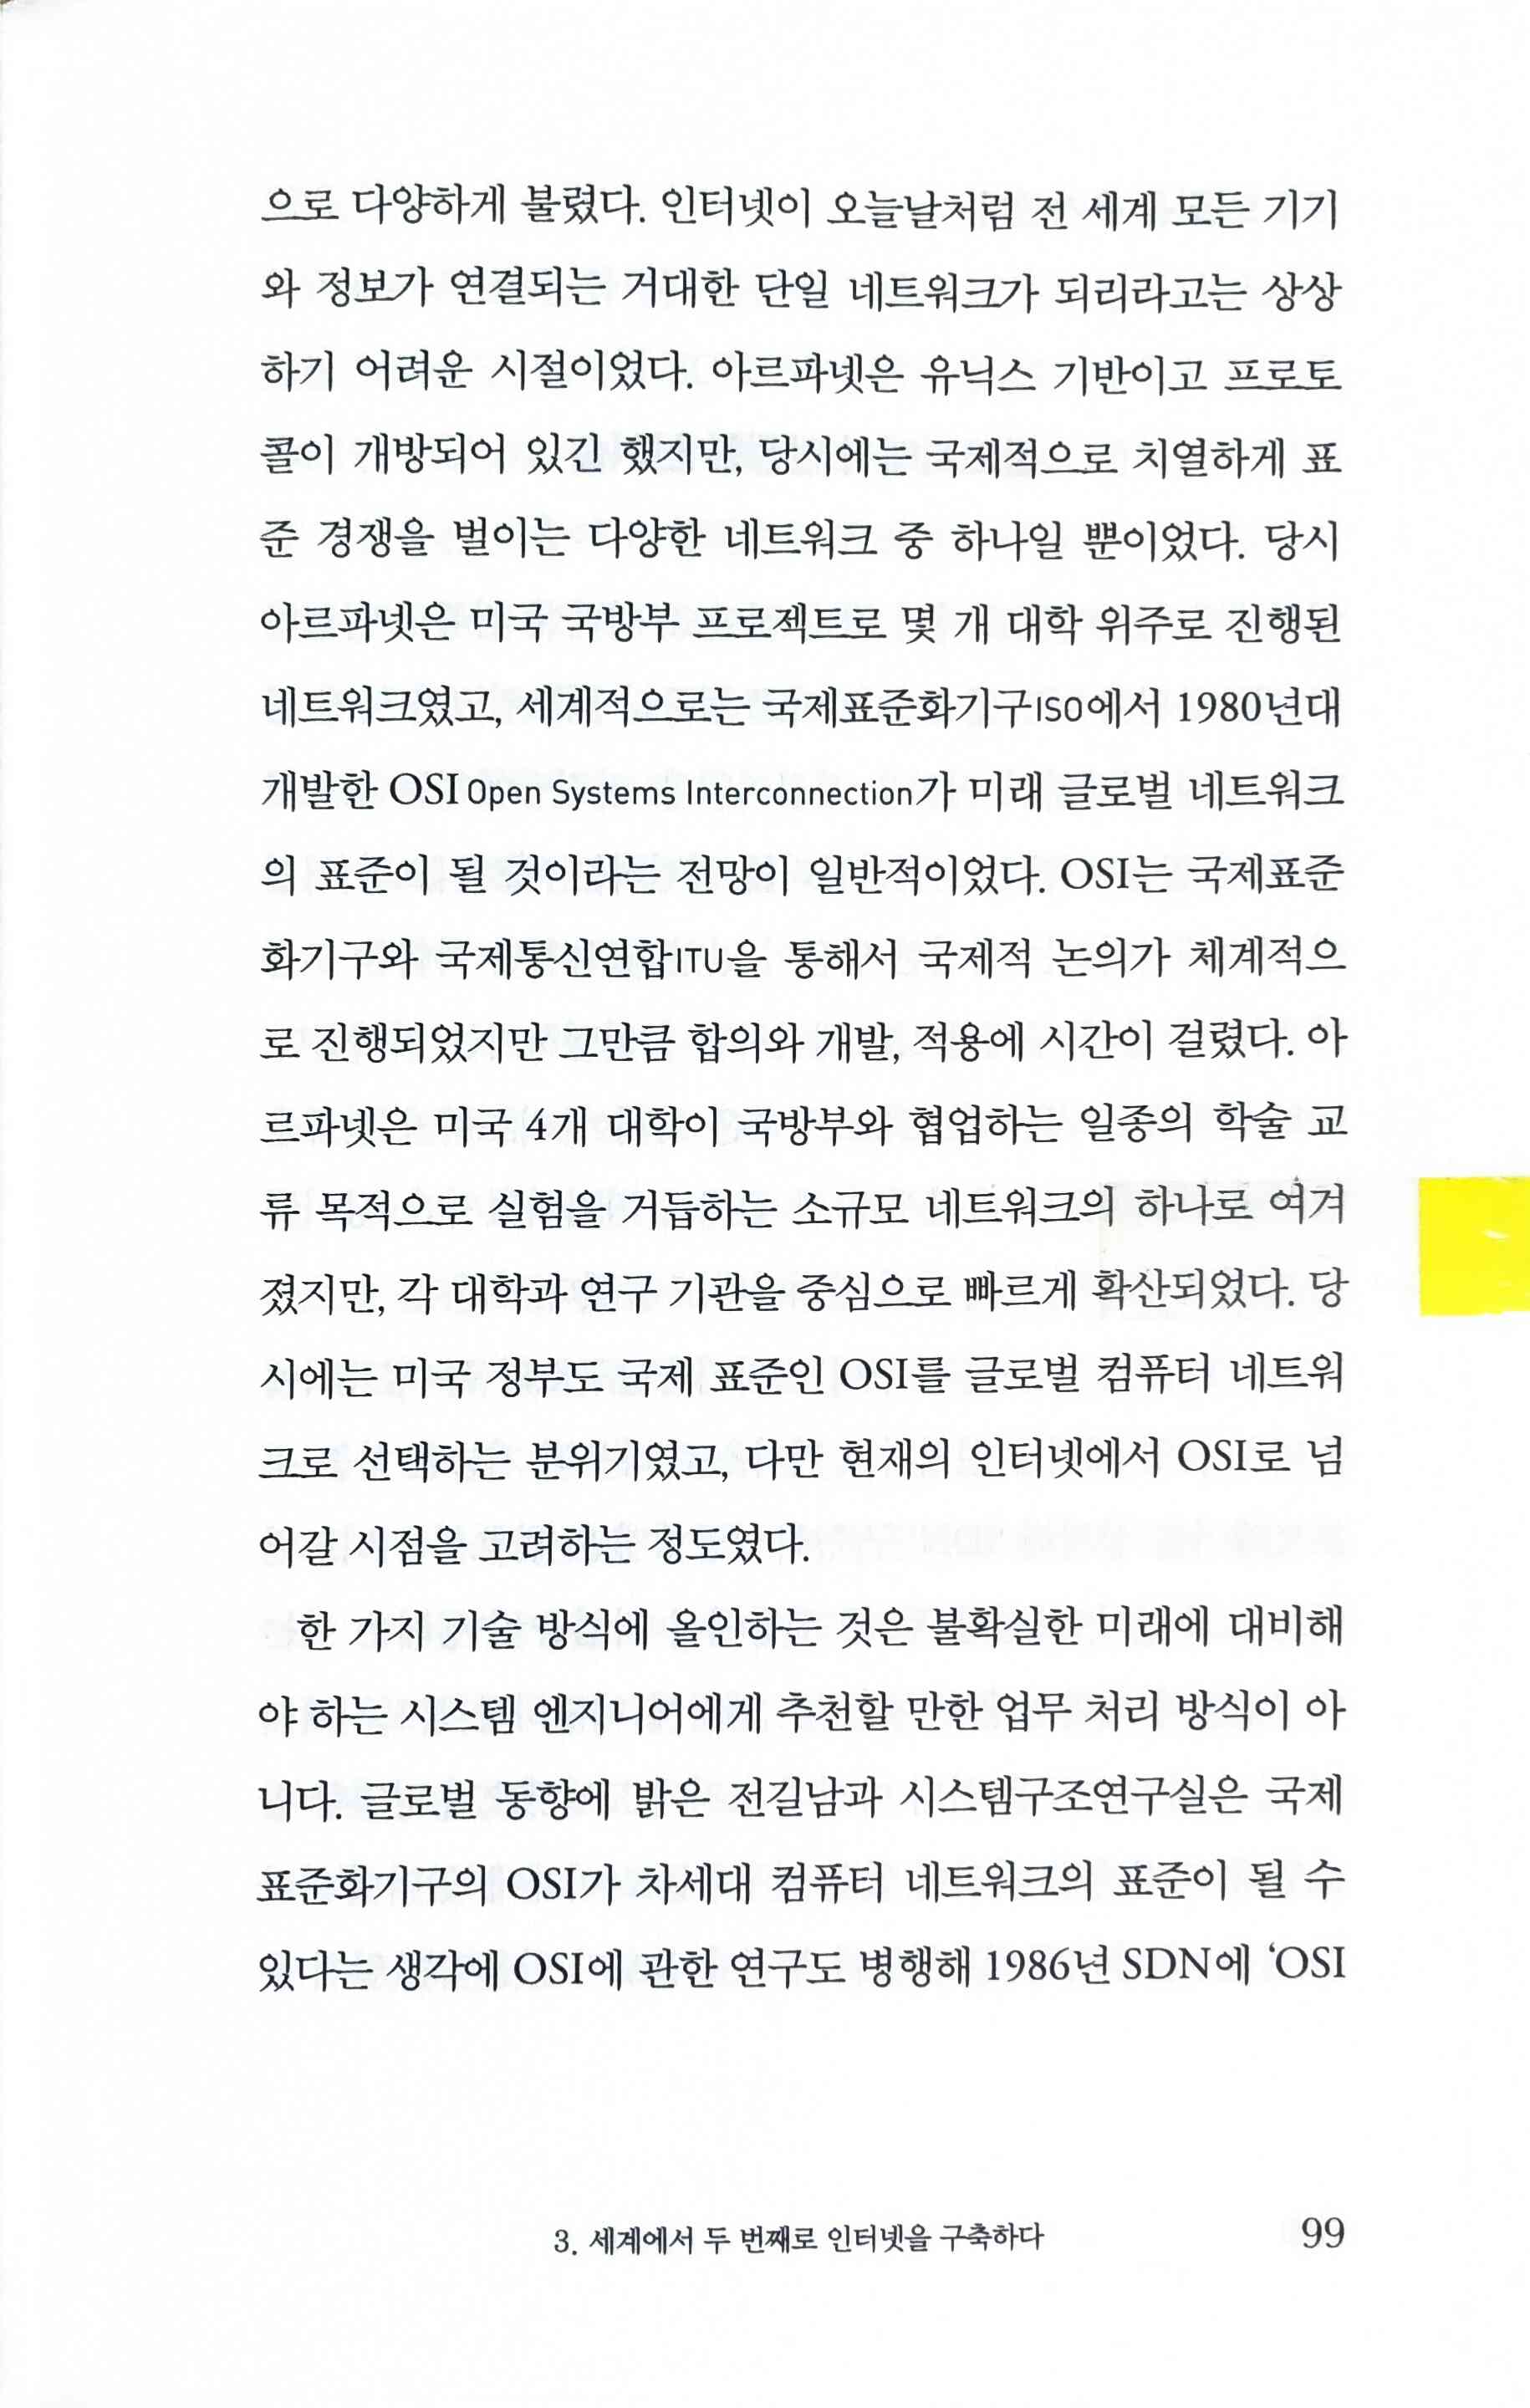 으로 다양하게 불렸다. 인터넷이 오늘날처럼 전 세계 모든 기기
와 정보가 연결되는 거대한 단일 네트워크가 되리라고는 상상
하기 어려운 시절이었다. 아르파넷은 유닉스 기반이고 프로토
콜이 개방되어 있긴 했지만, 당시에는 국제적으로 치열하게 표
준 경쟁을 벌이는 다양한 네트워크 중 하나일 뿐이었다. 당시
아르파넷은 미국 국방부 프로젝트로 몇 개 대학 위주로 진행된
네트워크였고, 세계적으로는 국제표준화기구ISO에서 1980년대
개발한 OSI Open Systems Interconnection가 미래 글로벌 네트워크
의 표준이 될 것이라는 전망이 일반적이었다. OSI는 국제표준
화기구와 국제통신연합ITU을 통해서 국제적 논의가 체계적으
로 진행되었지만 그만큼 합의와 개발, 적용에 시간이 걸렸다. 아
르파넷은 미국 4개 대학이 국방부와 협업하는 일종의 학술 교
류 목적으로 실험을 거듭하는 소규모 네트워크의 하나로 여겨
졌지만, 각 대학과 연구 기관을 중심으로 빠르게 확산되었다. 당
시에는 미국 정부도 국제 표준인 OSI를 글로벌 컴퓨터 네트워
크로 선택하는 분위기였고, 다만 현재의 인터넷에서 OSI로 넘
어갈 시점을 고려하는 정도였다.
한 가지 기술 방식에 올인하는 것은 불확실한 미래에 대비해
야 하는 시스템 엔지니어에게 추천할 만한 업무 처리 방식이 아
니다. 글로벌 동향에 밝은 전길남과 시스템구조연구실은 국제
표준화기구의 OSI가 차세대 컴퓨터 네트워크의 표준이 될 수
있다는 생각에 OSI에 관한 연구도 병행해 1986년 SDN에 ‘OSI
3. 세계에서 두 번째로 인터넷을 구축하다 99